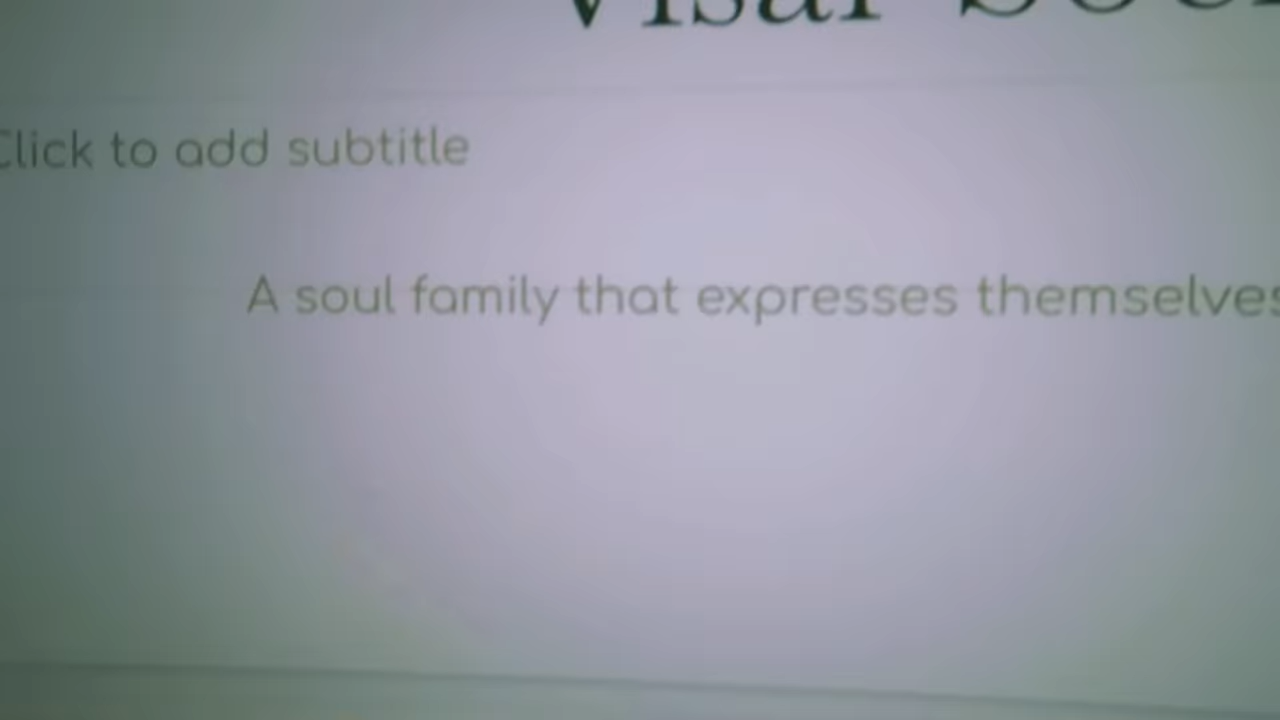 Click to add subtitle
A soul family that expresses themselves